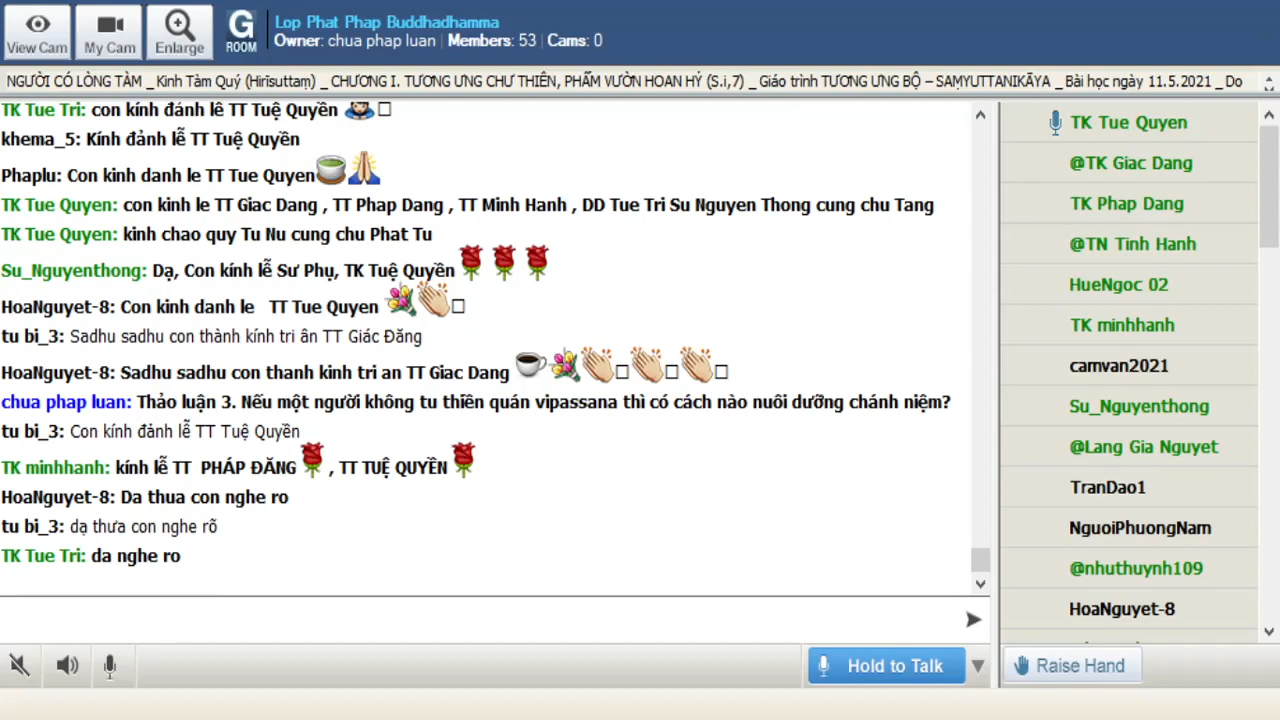 View Cam
My Cam
Enlarge
G
ROOM
Lop Phat Phap Buddhadhamma
Owner: chua phap luan | Members: 53 | Cams: 0
NGƯỜI CÓ LÒNG TÀM _ Kinh Tàm Quý (Hirīsuttaṃ) _ CHƯƠNG I. TƯƠNG ƯNG CHƯ THIÊN, PHẨM VƯỜN HOAN HỶ (S.i,7) _ Giáo trình TƯƠNG ƯNG BỘ – SAṂYUTTANIKĀYA _ Bài học ngày 11.5.2021 _ Do
TK Tue Tri: con kính đánh lê TT Tuệ Quyền
khema_5: Kính đảnh lễ TT Tuệ Quyền
Phaplu: Con kinh danh le TT Tue Quyen
TK Tue Quyen: con kinh le TT Giac Dang , TT Phap Dang , TT Minh Hanh , DD Tue Tri Su Nguyen Thong cung chu Tang
TK Tue Quyen: kinh chao quy Tu Nu cung chu Phat Tu
Su_Nguyenthong: Dạ, Con kính lễ Sư Phụ, TK Tuệ Quyền
HoaNguyet-8: Con kinh danh le TT Tue Quyen
tu bi_3: Sadhu sadhu con thành kính tri ân TT Giác Đăng
HoaNguyet-8: Sadhu sadhu con thanh kinh tri an TT Giac Dang
chua phap luan: Thảo luận 3. Nếu một người không tu thiền quán vipassana thì có cách nào nuôi dưỡng chánh niệm?
tu bi_3: Con kính đảnh lễ TT Tuệ Quyền
TK minhhanh: kính lễ TT PHÁP ĐĂNG , TT TUỆ QUYỀN
HoaNguyet-8: Da thua con nghe ro
tu bi_3: dạ thưa con nghe rõ
TK Tue Tri: da nghe ro
TK Tue Quyen
@TK Giac Dang
TK Phap Dang
@TN Tinh Hanh
HueNgoc 02
TK minhhanh
camvan2021
Su_Nguyenthong
@Lang Gia Nguyet
TranDao1
NguoiPhuongNam
@nhuthuynh109
HoaNguyet-8
Hold to Talk
Raise Hand